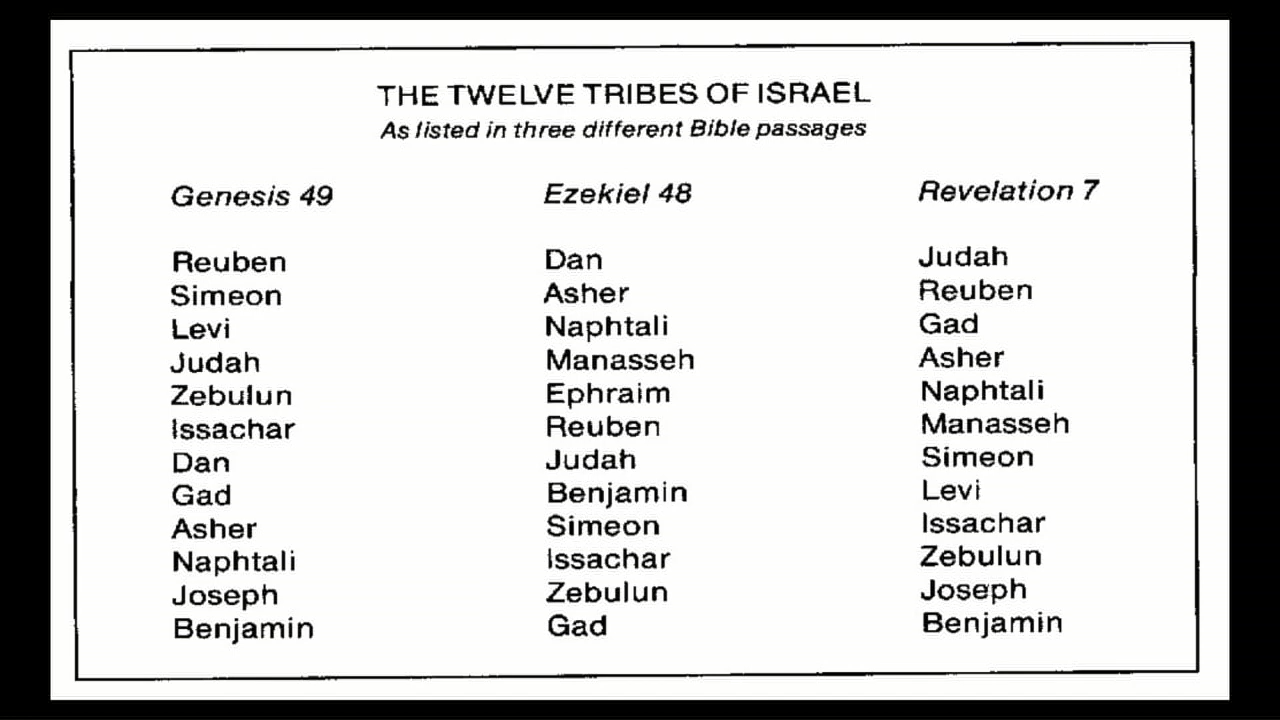 THE TWELVE TRIBES OF ISRAEL
As listed in three different Bible passages
Genesis 49
Reuben
Simeon
Levi
Judah
Zebulun
Issachar
Dan
Gad
Asher
Naphtali
Joseph
Benjamin
Ezekiel 48
Dan
Asher
Naphtali
Manasseh
Ephraim
Reuben
Judah
Benjamin
Simeon
Issachar
Zebulun
Gad
Revelation 7
Judah
Reuben
Gad
Asher
Naphtali
Manasseh
Simeon
Levi
Issachar
Zebulun
Joseph
Benjamin